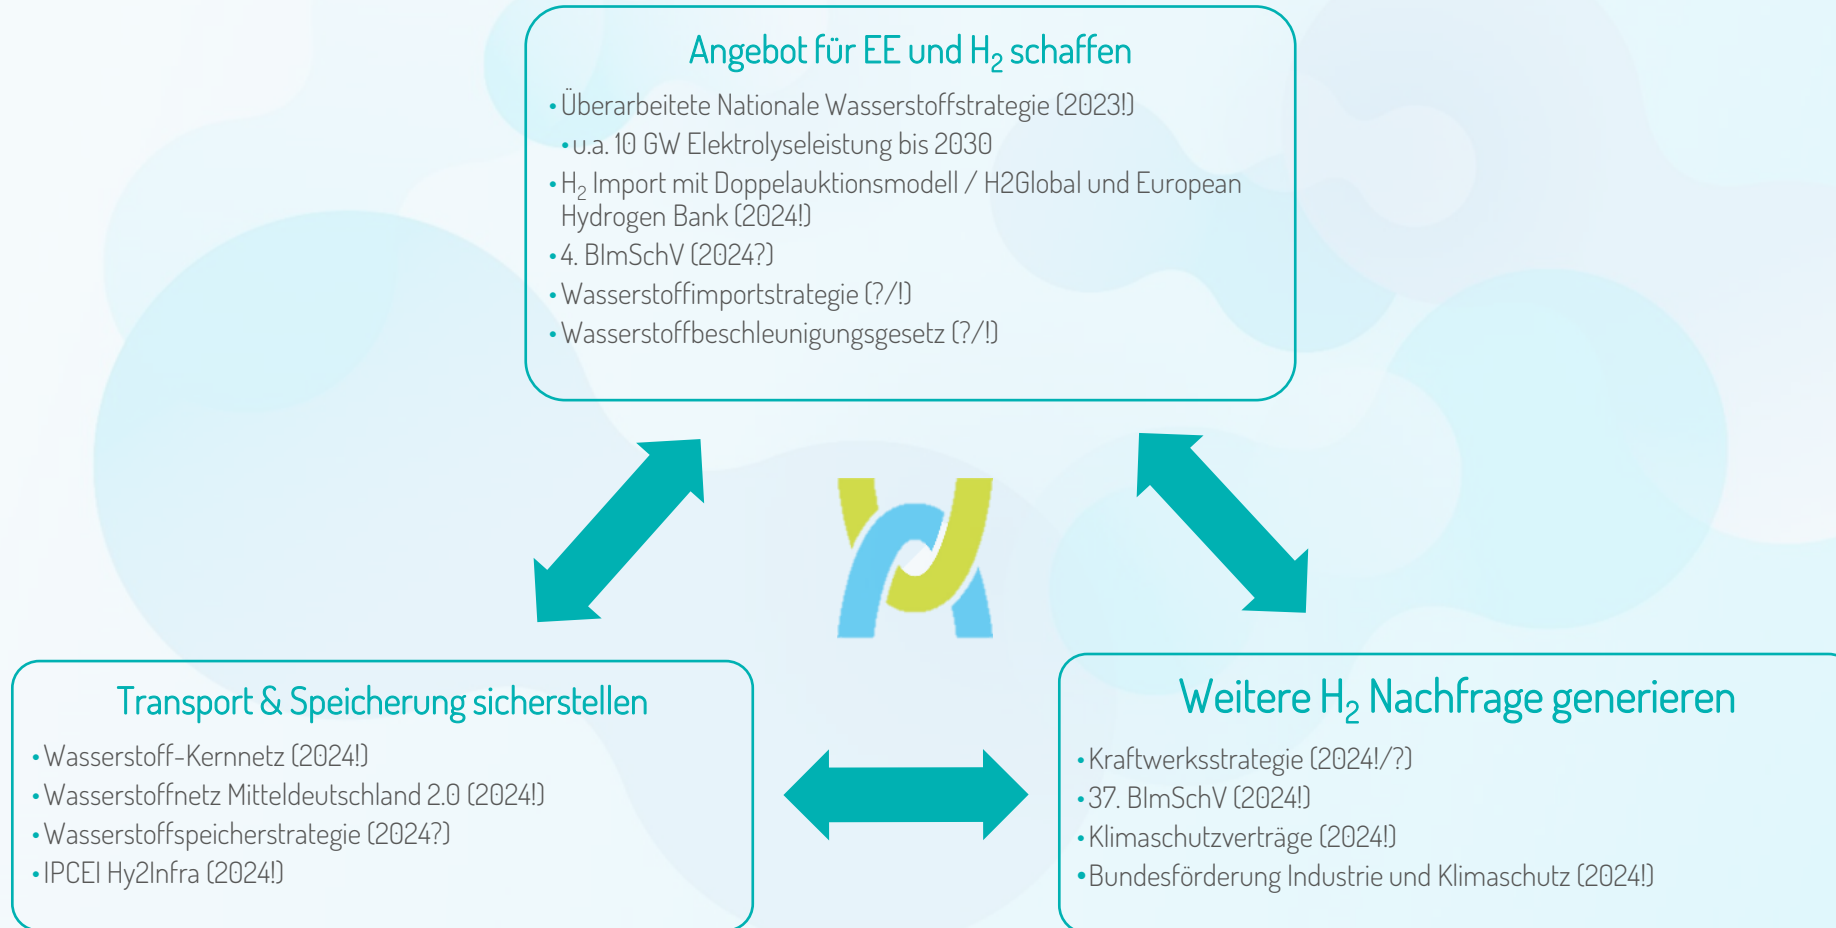 Angebot für EE und H₂ schaffen
• Überarbeitete Nationale Wasserstoffstrategie (2023!)
• u.a. 10 GW Elektrolyseleistung bis 2030
• H₂ Import mit Doppelauktionsmodell / H2Global und European
Hydrogen Bank (2024!)
• 4. BImSchV (2024?)
• Wasserstoffimportstrategie (?/!)
• Wasserstoffbeschleunigungsgesetz (?/!)
Transport & Speicherung sicherstellen
• Wasserstoff-Kernnetz (2024!)
• Wasserstoffnetz Mitteldeutschland 2.0 (2024!)
• Wasserstoffspeicherstrategie (2024?)
• IPCEI Hy2Infra (2024!)
Weitere H₂ Nachfrage generieren
• Kraftwerksstrategie (2024!/?)
• 37. BImSchV (2024!)
• Klimaschutzverträge (2024!)
• Bundesförderung Industrie und Klimaschutz (2024!)